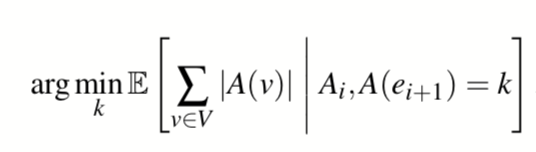 arg min_k 𝔼 [ ∑_{v∈V} |A(v)| | A_i, A(e_{i+1}) = k ]